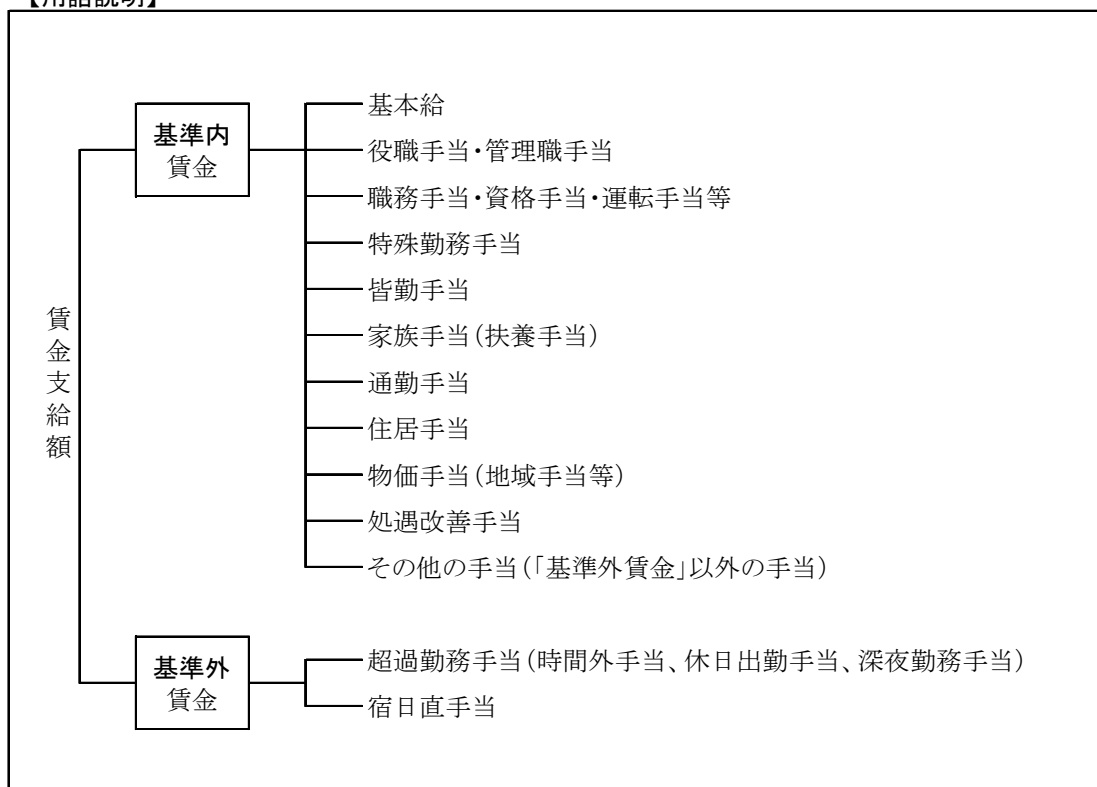 【用語説明】
賃金支給額
基準内
賃金
基本給
役職手当・管理職手当
職務手当・資格手当・運転手当等
特殊勤務手当
皆勤手当
家族手当(扶養手当)
通勤手当
住居手当
物価手当(地域手当等)
処遇改善手当
その他の手当(「基準外賃金」以外の手当)
基準外
賃金
超過勤務手当(時間外手当、休日出勤手当、深夜勤務手当)
宿日直手当